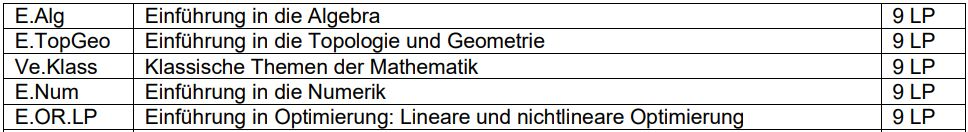 E.Alg Einführung in die Algebra 9 LP
E.TopGeo Einführung in die Topologie und Geometrie 9 LP
Ve.Klass Klassische Themen der Mathematik 9 LP
E.Num Einführung in die Numerik 9 LP
E.OR.LP Einführung in Optimierung: Lineare und nichtlineare Optimierung 9 LP